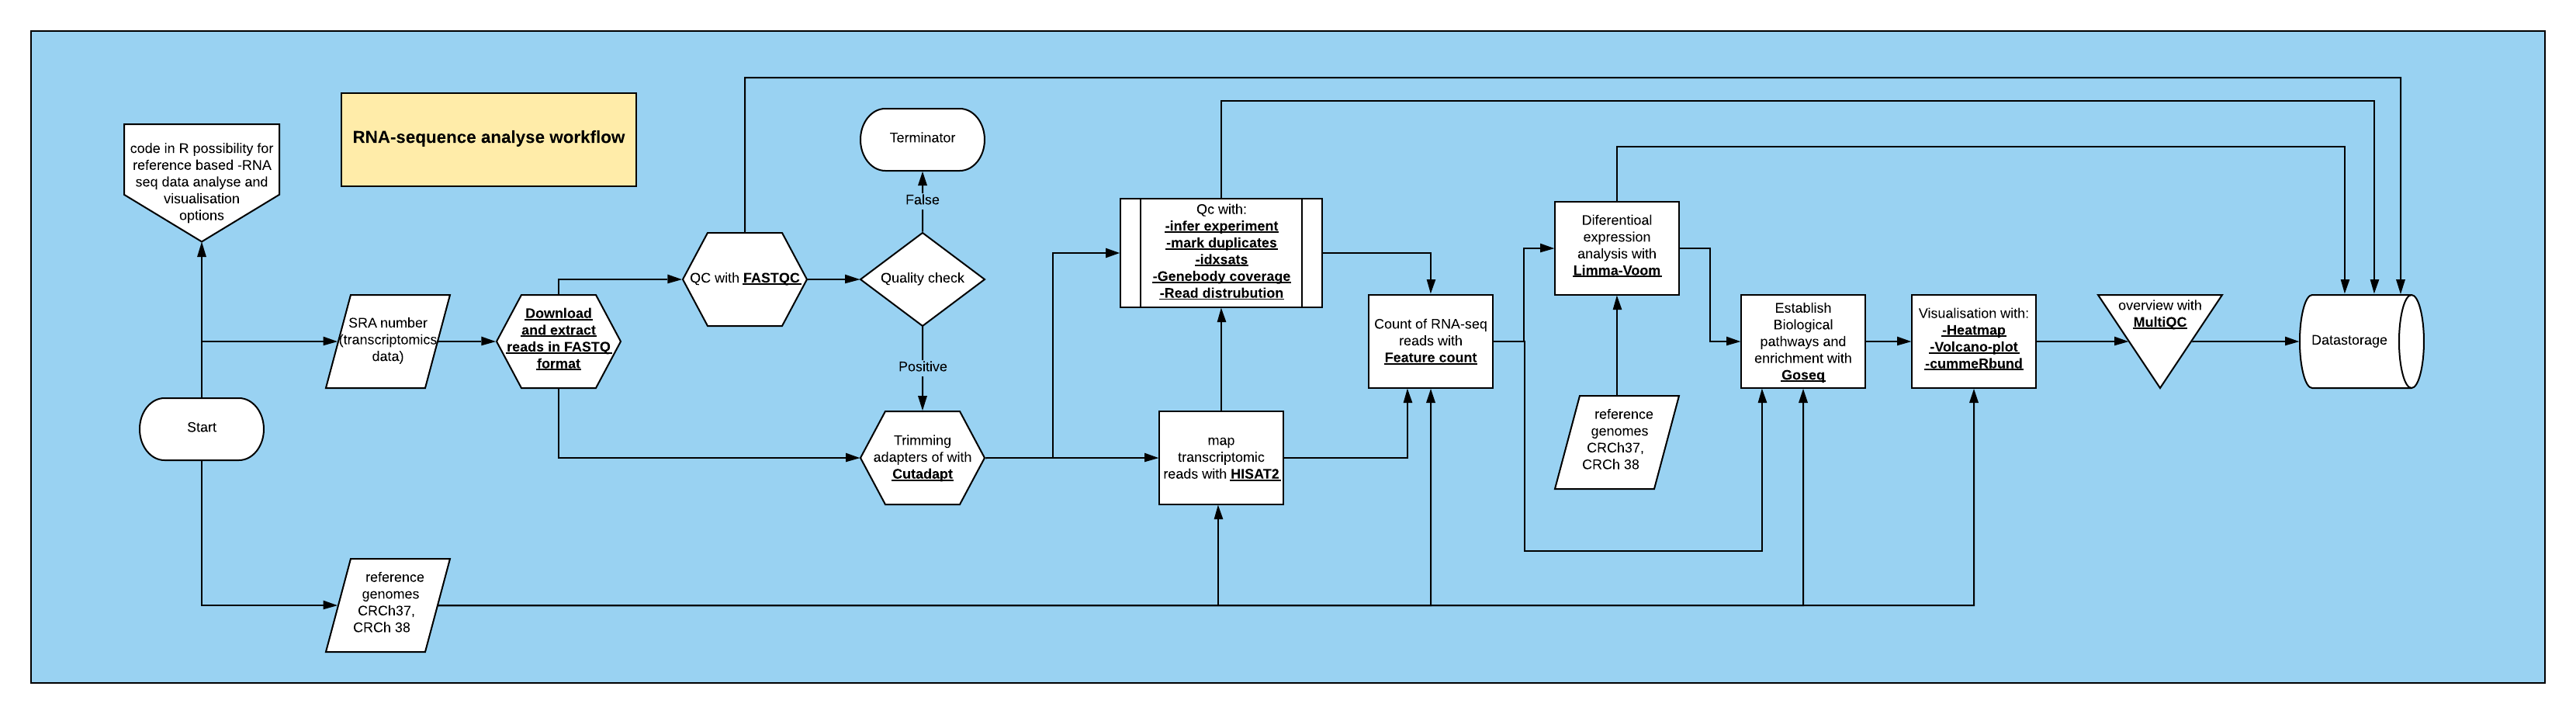 RNA-sequence analyse workflow
code in R possibility for
reference based -RNA
seq data analyse and
visualisation
options
Start
SRA number
(transcriptomics
data)
reference
genomes
CRCh37,
CRCh 38
Download
and extract
reads in FASTQ
format
QC with FASTQC
Terminator
False
Quality check
Positive
Trimming
adapters of with
Cutadapt
Qc with:
-infer experiment
-mark duplicates
-idxsats
-Genebody coverage
-Read distrubution
map
transcriptomic
reads with HISAT2
Count of RNA-seq
reads with
Feature count
Diferentioal
expression
analysis with
Limma-Voom
reference
genomes
CRCh37,
CRCh 38
Establish
Biological
pathways and
enrichment with
Goseq
Visualisation with:
-Heatmap
-Volcano-plot
-cummeRbund
overview with
MultiQC
Datastorage